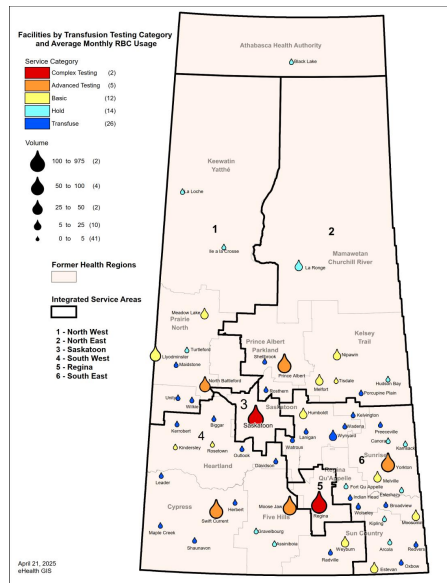 Facilities by Transfusion Testing Category
and Average Monthly RBC Usage
Service Category
Complex Testing (2)
Advanced Testing (5)
Basic (12)
Hold (14)
Transfuse (26)
Volume
100 to 975 (2)
50 to 100 (4)
25 to 50 (2)
5 to 25 (10)
0 to 5 (41)
Former Health Regions
Integrated Service Areas
1 - North West
2 - North East
3 - Saskatoon
4 - South West
5 - Regina
6 - South East
Athabasca Health Authority
Black Lake
Keewatin
Yatthé
La Loche
1
Ile a la Crosse
2
Mamawetan
Churchill River
La Ronge
Meadow Lake
Prairie
North
Kelsey
Trail
Prince Albert
Parkland
Lloydminster
Turtleford
Maidstone
Shellbrook
Prince Albert
Nipawin
Hudson Bay
Melfort
Tisdale
Porcupine Plain
North Battleford
Rosthern
Unity
Wilkie
3
Saskatoon
Saskatoon
Humboldt
Kelvington
Kerrobert
Biggar
Wadena
Preeceville
4
Lanigan
Wynyard
Canora
Kamsack
Kindersley
Rosetown
Outlook
Watrous
6
Sunrise
Yorkton
Heartland
Davidson
Regina
Qu'Appelle
Melville
Leader
5
Fort Qu'Appelle
Esterhazy
Indian Head
Cypress
Herbert
Moose Jaw
Regina
Wolseley
Broadview
Swift Current
Five Hills
Kipling
Moosomin
Maple Creek
Gravelbourg
Sun Country
Shaunavon
Assiniboia
Weyburn
Arcola
Redvers
Radville
Estevan
Oxbow
April 21, 2025
eHealth GIS